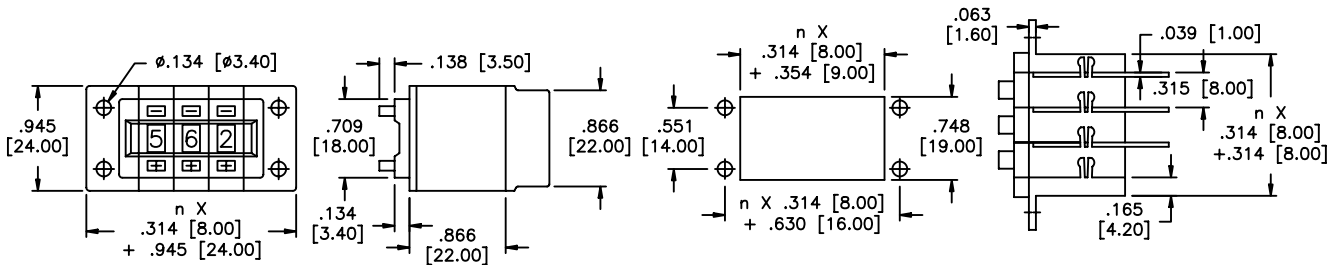 ø.134 [ø3.40]
.945
[24.00]
5 6 2
n X
.314 [8.00]
+ .945 [24.00]
.138 [3.50]
.709
[18.00]
.866
[22.00]
.134
[3.40]
.866
[22.00]
n X
.314 [8.00]
+ .354 [9.00]
.551
[14.00]
.748
[19.00]
n X .314 [8.00]
+ .630 [16.00]
.063
[1.60]
.039 [1.00]
.315 [8.00]
n X
.314 [8.00]
+.314 [8.00]
.165
[4.20]